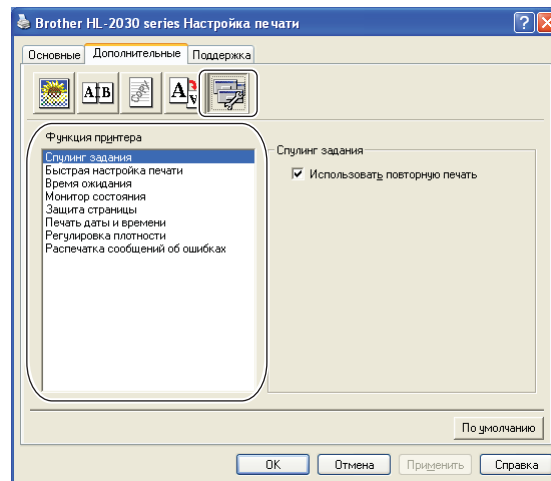 Brother HL-2030 series Настройка печати
Основные Дополнительные Поддержка
A B
A A
Функция принтера
Спулинг задания
Быстрая настройка печати
Время ожидания
Монитор состояния
Защита страницы
Печать даты и времени
Регулировка плотности
Распечатка сообщений об ошибках
Спулинг задания
Использовать повторную печать
По умолчанию
OK Отмена Применить Справка